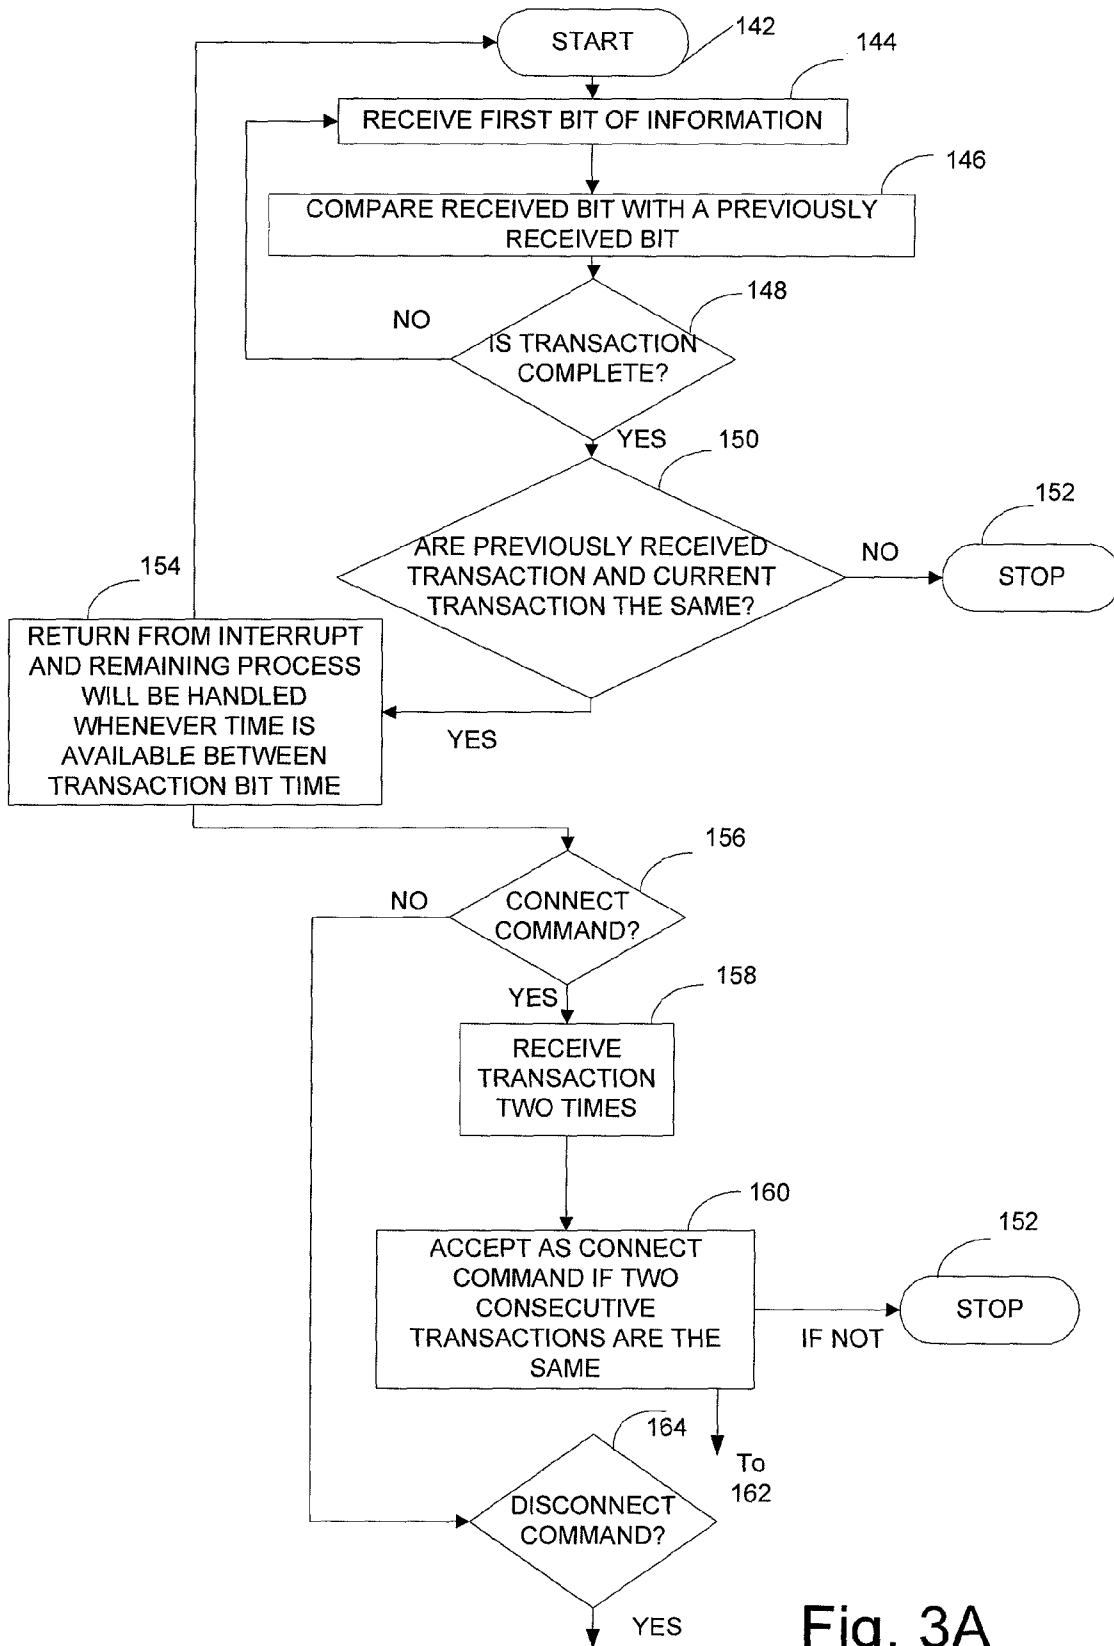 START
142
144
RECEIVE FIRST BIT OF INFORMATION
146
COMPARE RECEIVED BIT WITH A PREVIOUSLY
RECEIVED BIT
148
NO
IS TRANSACTION
COMPLETE?
YES
150
152
ARE PREVIOUSLY RECEIVED
TRANSACTION AND CURRENT
TRANSACTION THE SAME?
NO
STOP
154
RETURN FROM INTERRUPT
AND REMAINING PROCESS
WILL BE HANDLED
WHENEVER TIME IS
AVAILABLE BETWEEN
TRANSACTION BIT TIME
YES
156
NO
CONNECT
COMMAND?
YES
158
RECEIVE
TRANSACTION
TWO TIMES
160
152
ACCEPT AS CONNECT
COMMAND IF TWO
CONSECUTIVE
TRANSACTIONS ARE THE
SAME
STOP
IF NOT
164
To
162
DISCONNECT
COMMAND?
YES
Fig. 3A